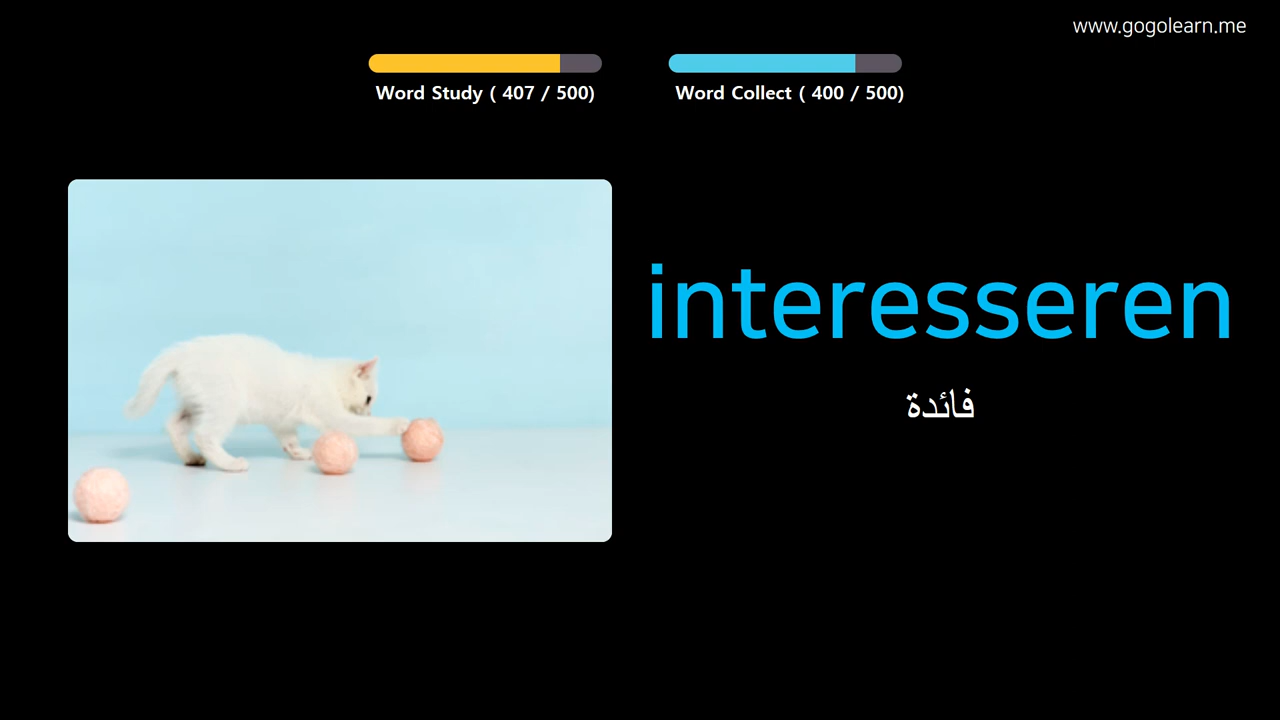 www.gogolearn.me
Word Study ( 407 / 500)
Word Collect ( 400 / 500)
interesseren
فائدة